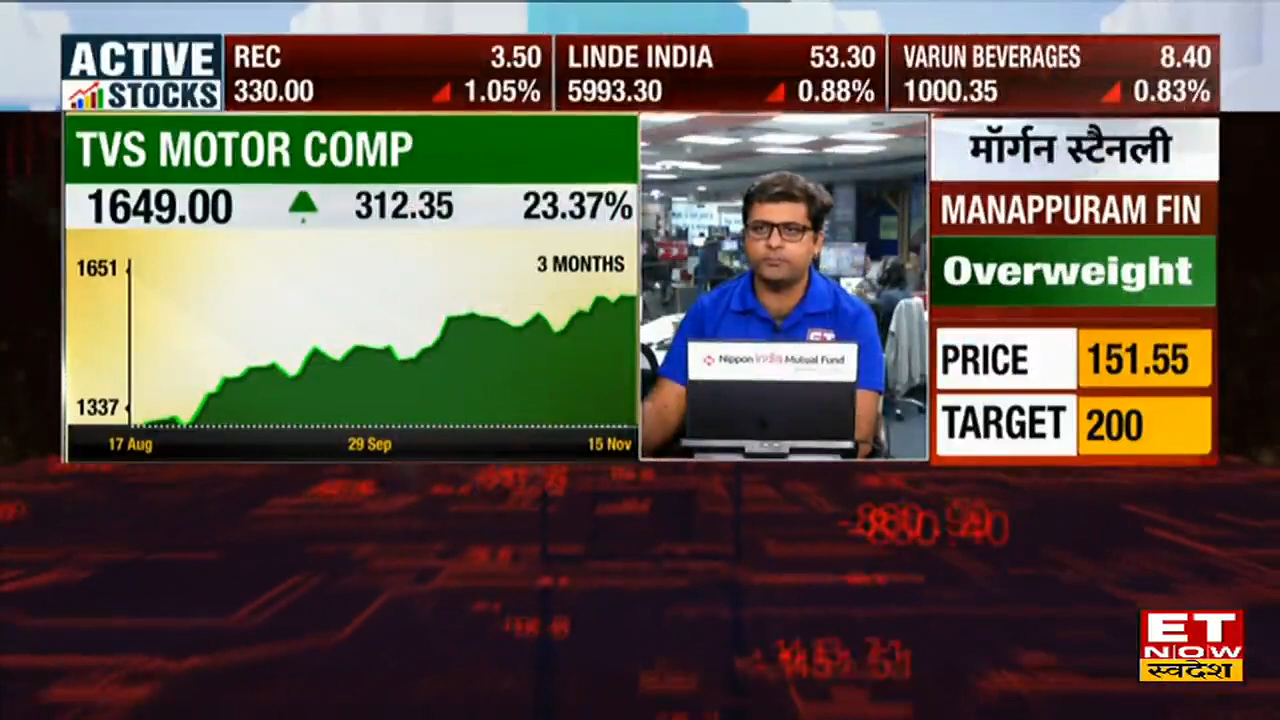 ACTIVE STOCKS
REC 3.50
330.00 1.05%
LINDE INDIA 53.30
5993.30 0.88%
VARUN BEVERAGES 8.40
1000.35 0.83%
TVS MOTOR COMP
1649.00 312.35 23.37%
1651
3 MONTHS
1337
17 Aug 29 Sep 15 Nov
ET
Nippon india Mutual Fund
मॉर्गन स्टैनली
MANAPPURAM FIN
Overweight
PRICE 151.55
TARGET 200
ET
NOW
स्वदेश